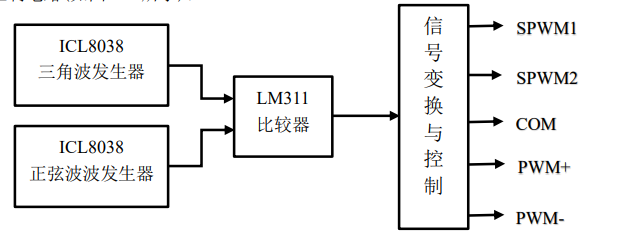 ICL8038
三角波发生器
ICL8038
正弦波波发生器
LM311
比较器
信号变换与控制
SPWM1
SPWM2
COM
PWM+
PWM-